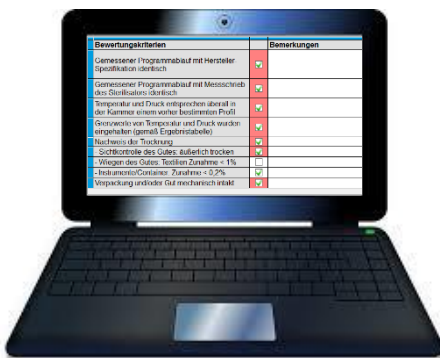 Bewertungskriterien Bemerkungen
Gemessener Programmablauf mit Hersteller
Spezifikation identisch
Gemessener Programmablauf mit Messschrieb
des Sterilisators identisch
Temperatur und Druck entsprechen überall in
der Kammer einem vorher bestimmten Profil
Grenzwerte von Temperatur und Druck wurden
eingehalten (gemäß Ergebnistabelle)
Nachweis der Trocknung
- Sichtkontrolle des Gutes: äußerlich trocken
- Wiegen des Gutes: Textilien Zunahme < 1%
- Instrumente/Container: Zunahme < 0,2%
Verpackung und/oder Gut mechanisch intakt